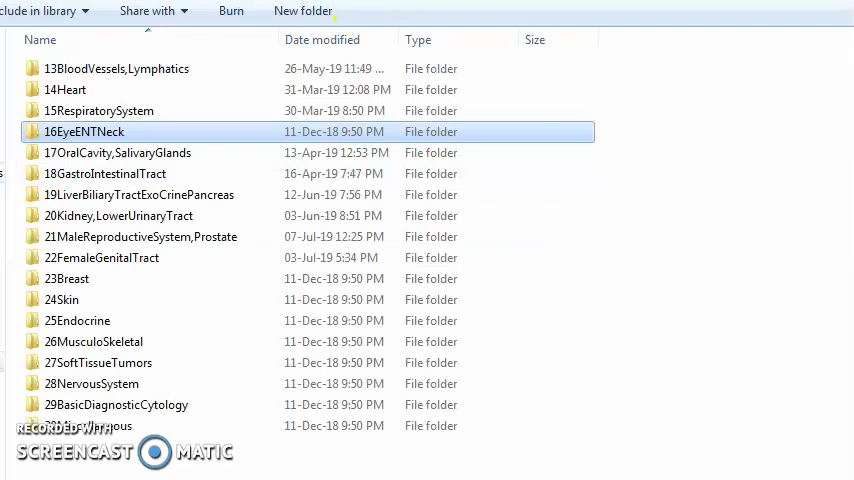 clude in library Share with Burn New folder
Name Date modified Type Size
13BloodVessels,Lymphatics 26-May-19 11:49 ... File folder
14Heart 31-Mar-19 12:08 PM File folder
15RespiratorySystem 30-Mar-19 8:50 PM File folder
16EyeENTNeck 11-Dec-18 9:50 PM File folder
17OralCavity,SalivaryGlands 13-Apr-19 12:53 PM File folder
18GastroIntestinalTract 16-Apr-19 7:47 PM File folder
19LiverBiliaryTractExoCrinePancreas 12-Jun-19 7:56 PM File folder
20Kidney,LowerUrinaryTract 03-Jun-19 8:51 PM File folder
21MaleReproductiveSystem,Prostate 07-Jul-19 12:25 PM File folder
22FemaleGenitalTract 03-Jul-19 5:34 PM File folder
23Breast 11-Dec-18 9:50 PM File folder
24Skin 11-Dec-18 9:50 PM File folder
25Endocrine 11-Dec-18 9:50 PM File folder
26MusculoSkeletal 11-Dec-18 9:50 PM File folder
27SoftTissueTumors 11-Dec-18 9:50 PM File folder
28NervousSystem 11-Dec-18 9:50 PM File folder
29BasicDiagnosticCytology 11-Dec-18 9:50 PM File folder
11-Dec-18 9:50 PM File folder
RECORDED WITH
SCREENCAST MATIC